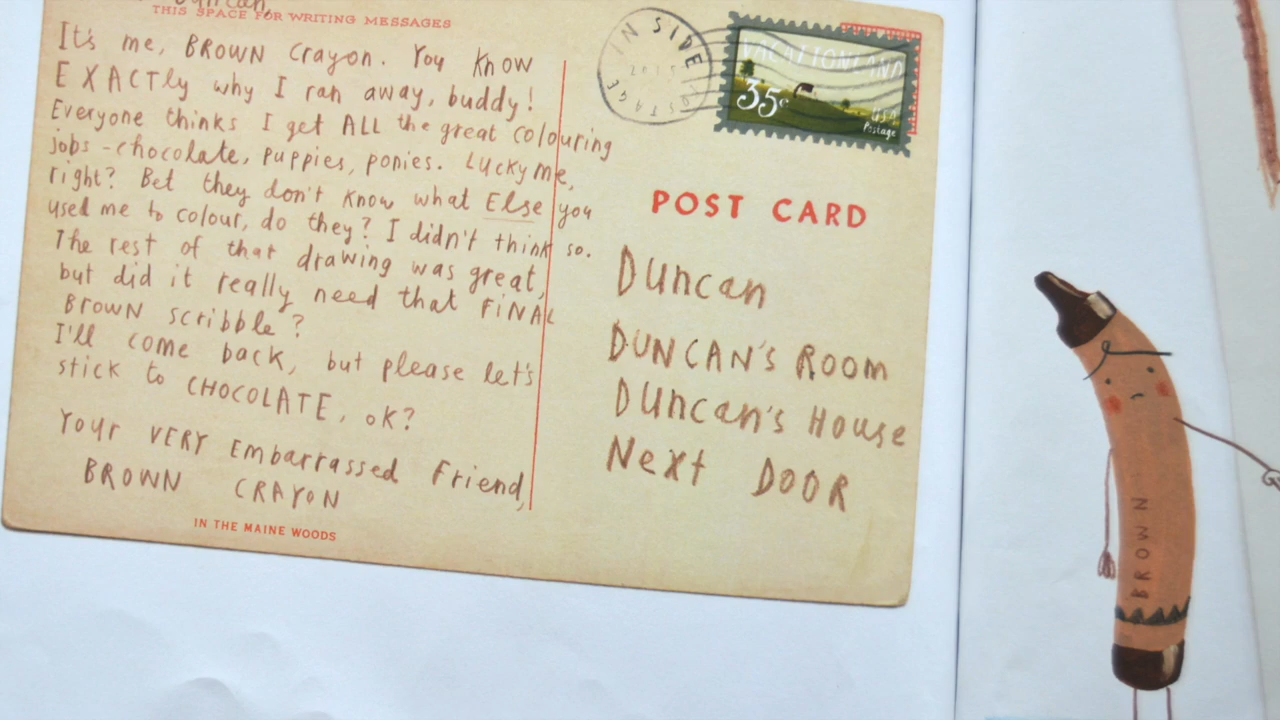 Duncan,
THIS SPACE FOR WRITING MESSAGES
It's me, BROWN Crayon. You know
EXACTLY why I ran away, buddy!
Everyone thinks I get ALL the great colouring
jobs - chocolate, puppies, ponies. Lucky me,
right? Bet they don't know what Else you
used me to colour, do they? I didn't think so.
The rest of that drawing was great,
but did it really need that FINAL
BROWN scribble?
I'll come back, but please let's
stick to CHOCOLATE, OK?
Your VERY Embarrassed Friend,
BROWN CRAYON
IN THE MAINE WOODS
INSIDE
2015
POSTAGE
VACATIONLAND
35c
USA
Postage
POST CARD
Duncan
DUNCAN'S ROOM
Duncan's House
Next DOOR
BROWN